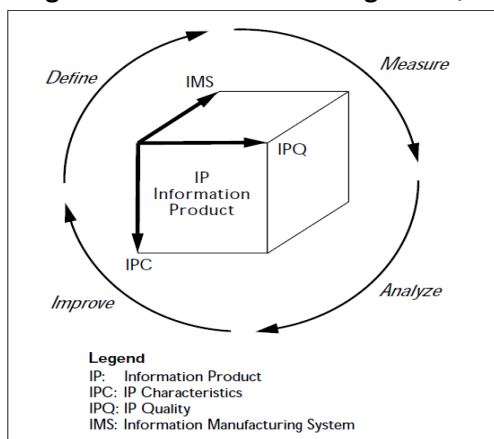 Define
Measure
IMS
IPQ
IP
Information
Product
IPC
Improve
Analyze
Legend
IP: Information Product
IPC: IP Characteristics
IPQ: IP Quality
IMS: Information Manufacturing System